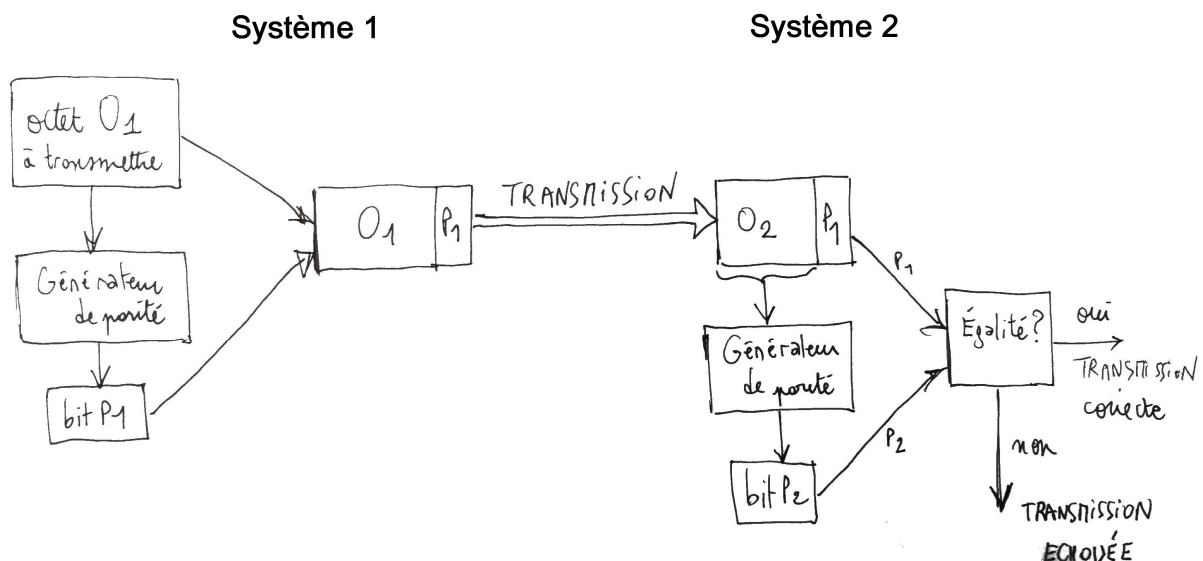 Système 1
Système 2
octet O1
à transmettre
Générateur
de parité
bit P1
O1
P1
TRANSMISSION
O2
P1
Générateur
de parité
bit P2
P1
P2
Égalité?
oui
TRANSMISSION
correcte
non
TRANSMISSION
ECHOUÉE